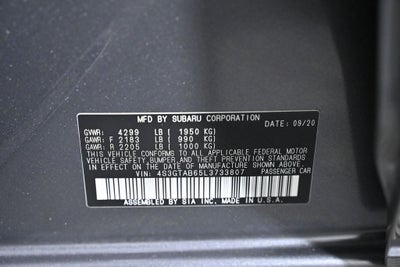 MFD BY SUBARU CORPORATION
DATE: 09/20
GVWR: 4299 LB ( 1950 KG)
GAWR: F 2183 LB ( 990 KG)
GAWR: R 2205 LB ( 1000 KG)
THIS VEHICLE CONFORMS TO ALL APPLICABLE FEDERAL MOTOR
VEHICLE SAFETY, BUMPER, AND THEFT PREVENTION STANDARDS
IN EFFECT ON THE DATE OF MANUFACTURE SHOWN ABOVE.
VIN: 4S3GTAB65L3733807 PASSENGER CAR
ASSEMBLED BY SIA INC. MADE IN U.S.A.